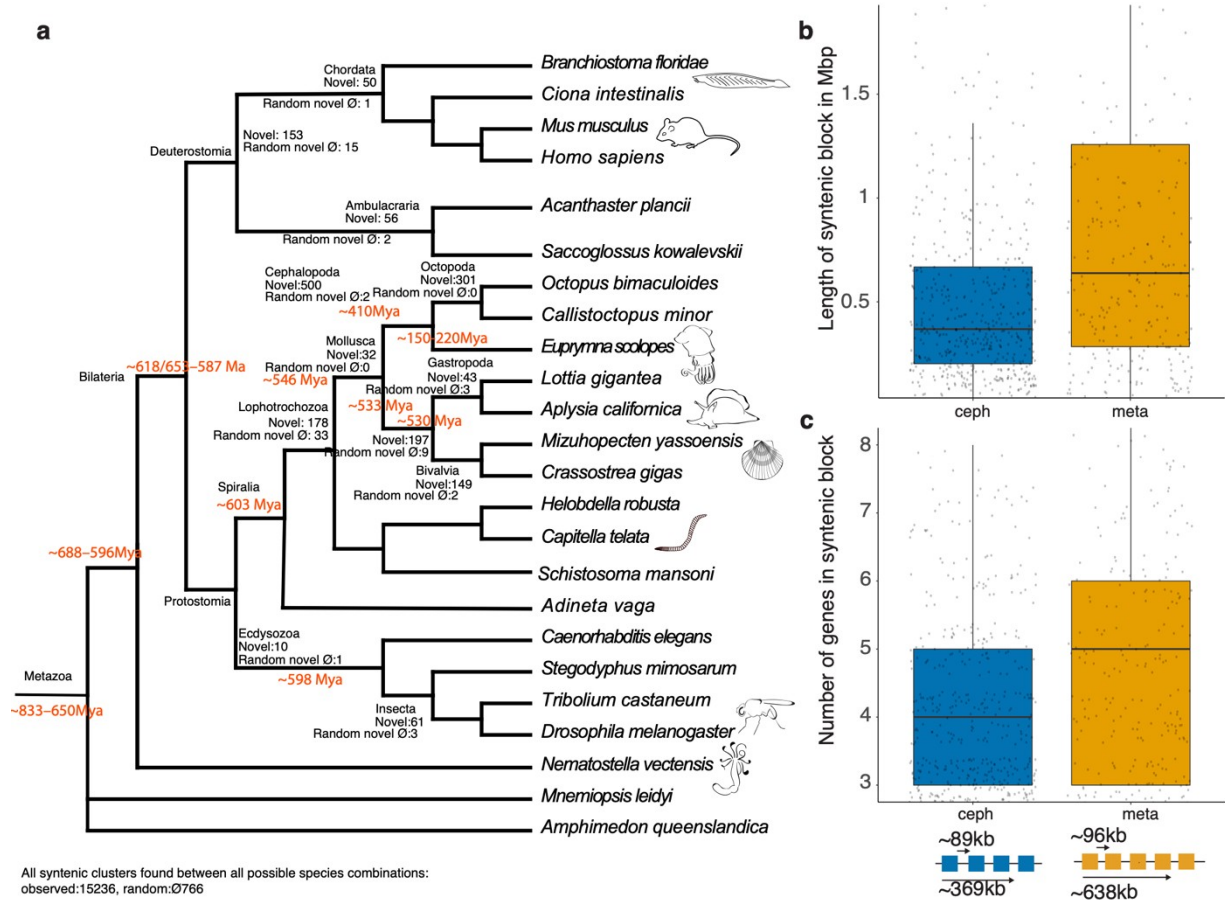 a
Chordata
Novel: 50
Random novel Ø: 1
Novel: 153
Random novel Ø: 15
Deuterostomia
Ambulacraria
Novel: 56
Random novel Ø: 2
Cephalopoda
Novel:500
Random novel Ø:2
Octopoda
Novel:301
Random novel Ø:0
~410Mya
~150-220Mya
Mollusca
Novel:32
Random novel Ø:0
~546 Mya
Gastropoda
Novel:43
Random novel Ø:3
~533 Mya
~530 Mya
Bilateria
~618/653–587 Ma
Lophotrochozoa
Novel: 178
Random novel Ø: 33
Novel:197
Random novel Ø:9
Bivalvia
Novel:149
Random novel Ø:2
Spiralia
~603 Mya
~688–596Mya
Protostomia
Ecdysozoa
Novel:10
Random novel Ø:1
~598 Mya
Metazoa
~833–650Mya
Insecta
Novel:61
Random novel Ø:3
Branchiostoma floridae
Ciona intestinalis
Mus musculus
Homo sapiens
Acanthaster plancii
Saccoglossus kowalevskii
Octopus bimaculoides
Callistoctopus minor
Euprymna scolopes
Lottia gigantea
Aplysia californica
Mizuhopecten yassoensis
Crassostrea gigas
Helobdella robusta
Capitella telata
Schistosoma mansoni
Adineta vaga
Caenorhabditis elegans
Stegodyphus mimosarum
Tribolium castaneum
Drosophila melanogaster
Nematostella vectensis
Mnemiopsis leidyi
Amphimedon queenslandica
All syntenic clusters found between all possible species combinations:
observed:15236, random:Ø766
b
Length of syntenic block in Mbp
1.5
1
0.5
ceph
meta
c
Number of genes in syntenic block
8
7
6
5
4
3
ceph
meta
~89kb
~369kb
~96kb
~638kb